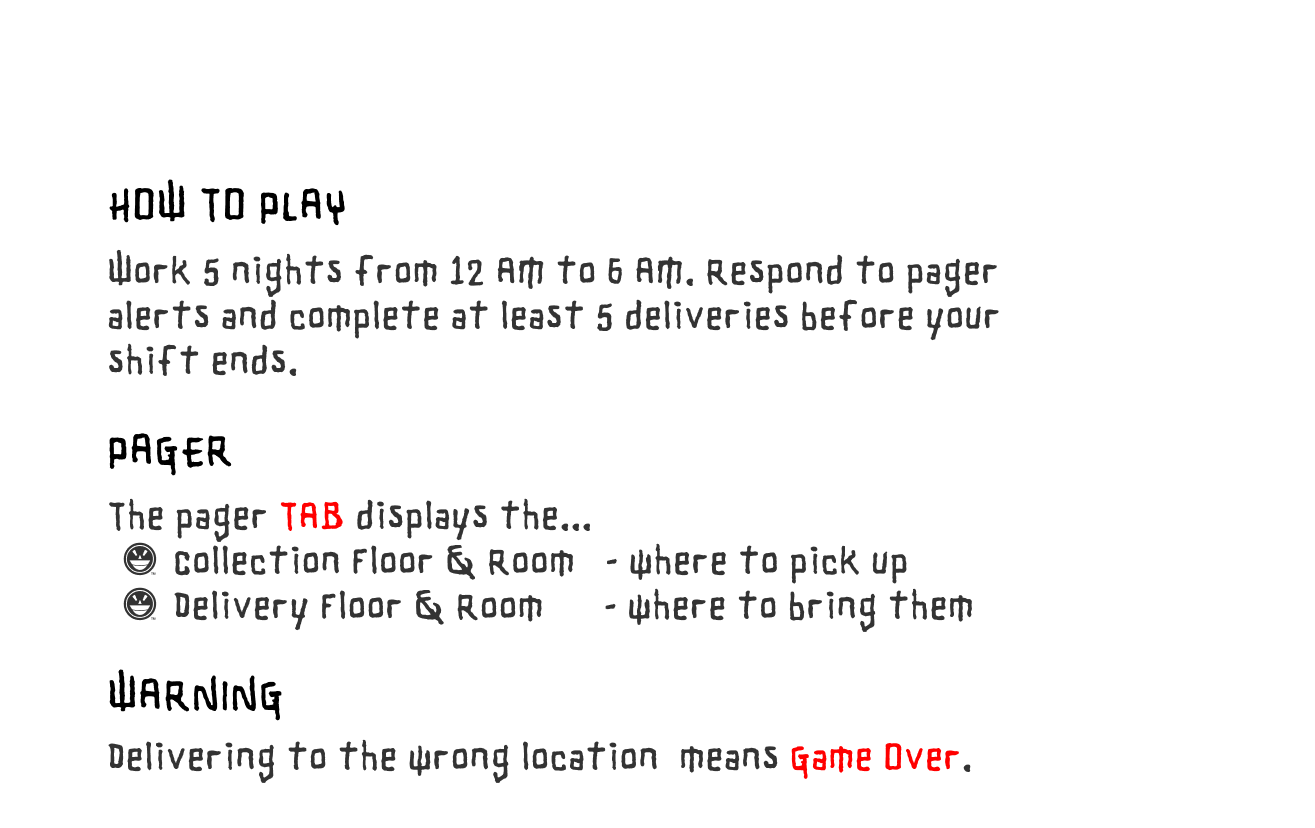 HOW TO PLAY
Work 5 nights from 12 AM to 6 AM. Respond to pager
alerts and complete at least 5 deliveries before your
shift ends.
PAGER
The pager TAB displays the...
Collection Floor & Room - where to pick up
Delivery Floor & Room - where to bring them
WARNING
Delivering to the wrong location means Game Over.